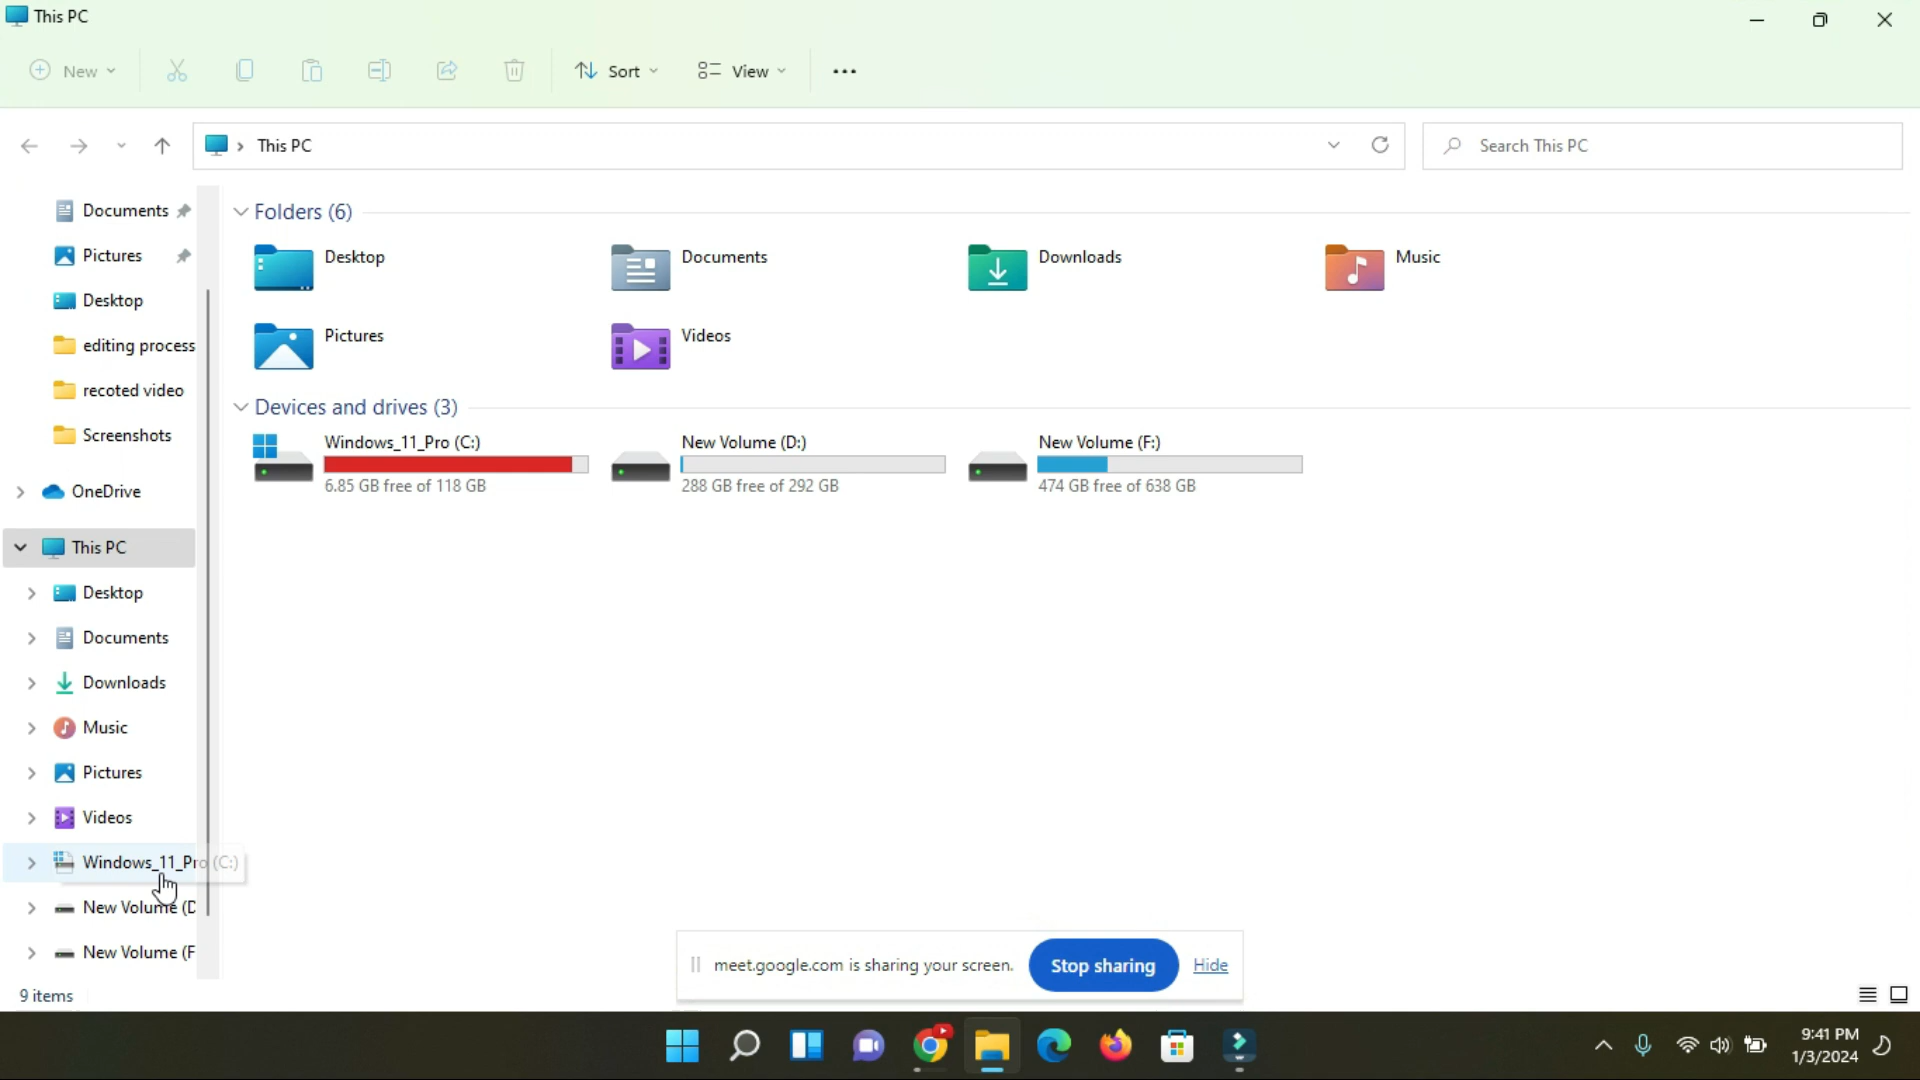 This PC
New
Sort
View
This PC
Search This PC
Documents
Pictures
Desktop
editing process
recoted video
Screenshots
OneDrive
This PC
Desktop
Documents
Downloads
Music
Pictures
Videos
Windows_11_Pro (C:)
New Volume (D
New Volume (F
Folders (6)
Desktop
Documents
Downloads
Music
Pictures
Videos
Devices and drives (3)
Windows_11_Pro (C:)
6.85 GB free of 118 GB
New Volume (D:)
288 GB free of 292 GB
New Volume (F:)
474 GB free of 638 GB
meet.google.com is sharing your screen.
Stop sharing
Hide
9 items
9:41 PM
1/3/2024